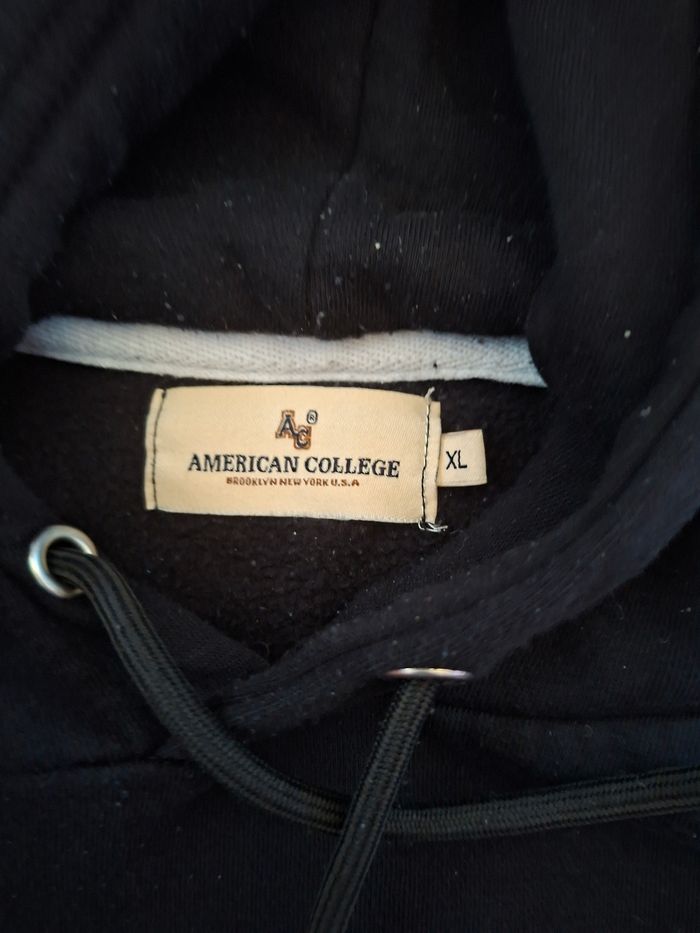 AC®
AMERICAN COLLEGE
BROOKLYN NEW YORK U.S.A
XL